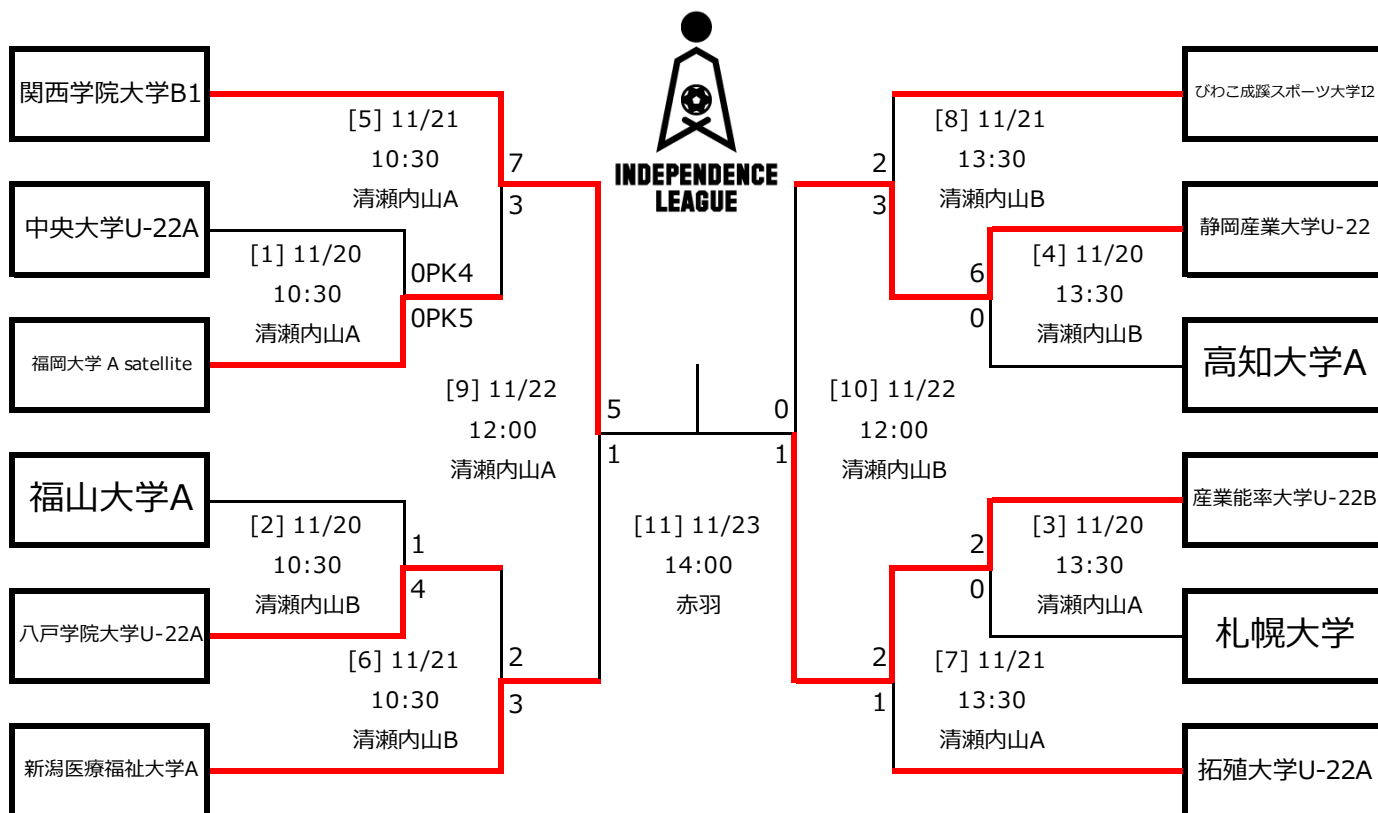 関西学院大学B1
中央大学U-22A
福岡大学 A satellite
福山大学A
八戸学院大学U-22A
新潟医療福祉大学A
[5] 11/21
10:30
清瀬内山A
7
3
[1] 11/20
10:30
清瀬内山A
0PK4
0PK5
[9] 11/22
12:00
清瀬内山A
5
1
[2] 11/20
10:30
清瀬内山B
1
4
[6] 11/21
10:30
清瀬内山B
2
3
INDEPENDENCE
LEAGUE
[11] 11/23
14:00
赤羽
2
3
[8] 11/21
13:30
清瀬内山B
6
0
[4] 11/20
13:30
清瀬内山B
0
1
[10] 11/22
12:00
清瀬内山B
2
0
[3] 11/20
13:30
清瀬内山A
2
1
[7] 11/21
13:30
清瀬内山A
びわこ成蹊スポーツ大学I2
静岡産業大学U-22
高知大学A
産業能率大学U-22B
札幌大学
拓殖大学U-22A